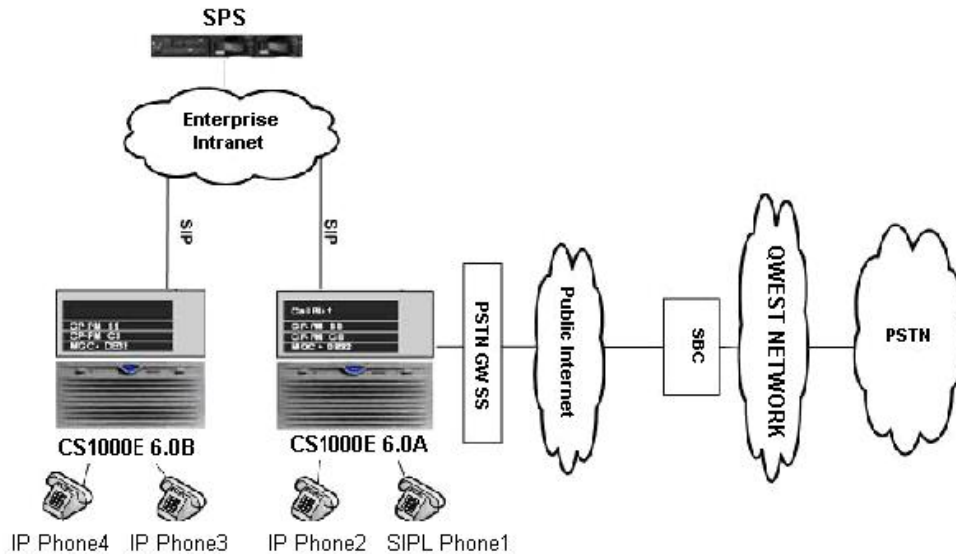 SPS
Enterprise
Intranet
SIP
SIP
PSTN GW SS
Public Internet
SBC
QWEST NETWORK
PSTN
CS1000E 6.0B
CS1000E 6.0A
IP Phone4
IP Phone3
IP Phone2
SIPL Phone1